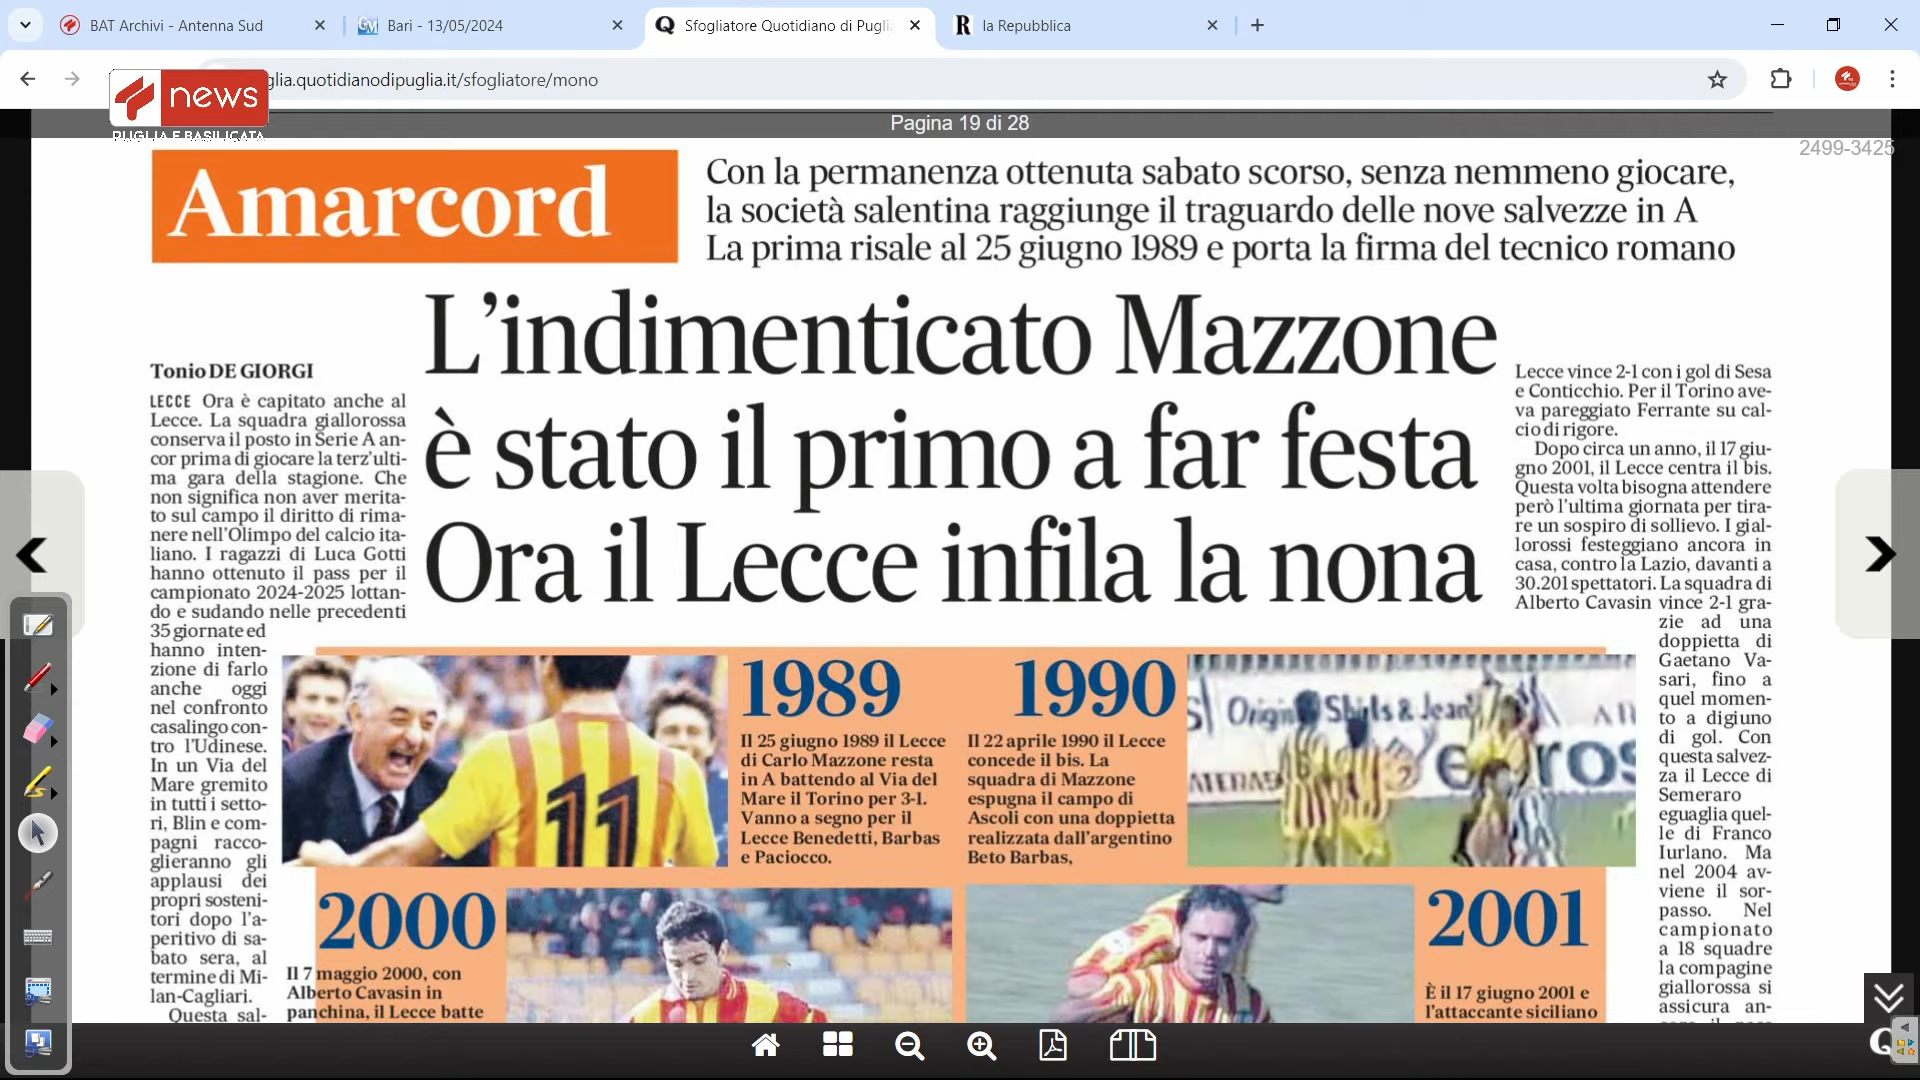 BAT Archivi - Antenna Sud
Bari - 13/05/2024
Sfogliatore Quotidiano di Puglia
la Repubblica
glia.quotidianodipuglia.it/sfogliatore/mono
news
PUGLIA E BASILICATA
Pagina 19 di 28
2499-3425
Amarcord
Con la permanenza ottenuta sabato scorso, senza nemmeno giocare,
la società salentina raggiunge il traguardo delle nove salvezze in A
La prima risale al 25 giugno 1989 e porta la firma del tecnico romano
L'indimenticato Mazzone
è stato il primo a far festa
Ora il Lecce infila la nona
Tonio DE GIORGI
LECCE Ora è capitato anche al
Lecce. La squadra giallorossa
conserva il posto in Serie A an-
cor prima di giocare la terz'ulti-
ma gara della stagione. Che
non significa non aver merita-
to sul campo il diritto di rima-
nere nell'Olimpo del calcio ita-
liano. I ragazzi di Luca Gotti
hanno ottenuto il pass per il
campionato 2024-2025 lottan-
do e sudando nelle precedenti
35 giornate ed
hanno inten-
zione di farlo
anche oggi
nel confronto
casalingo con-
tro l'Udinese.
In un Via del
Mare gremito
in tutti i setto-
ri, Blin e com-
pagni racco-
glieranno gli
applausi dei
propri sosteni-
tori dopo l'a-
peritivo di sa-
bato sera, al
termine di Mi-
lan-Cagliari.
Questa sal-
1989
Il 25 giugno 1989 il Lecce
di Carlo Mazzone resta
in A battendo al Via del
Mare il Torino per 3-1.
Vanno a segno per il
Lecce Benedetti, Barbas
e Paciocco.
1990
Il 22 aprile 1990 il Lecce
concede il bis. La
squadra di Mazzone
espugna il campo di
Ascoli con una doppietta
realizzata dall'argentino
Beto Barbas,
11
2000
Il 7 maggio 2000, con
Alberto Cavasin in
panchina, il Lecce batte
2001
È il 17 giugno 2001 e
l'attaccante siciliano
Lecce vince 2-1 con i gol di Sesa
e Conticchio. Per il Torino ave-
va pareggiato Ferrante su cal-
cio di rigore.
Dopo circa un anno, il 17 giu-
gno 2001, il Lecce centra il bis.
Questa volta bisogna attendere
però l'ultima giornata per tira-
re un sospiro di sollievo. I gial-
lorossi festeggiano ancora in
casa, contro la Lazio, davanti a
30.201 spettatori. La squadra di
Alberto Cavasin vince 2-1 gra-
zie ad una
doppietta di
Gaetano Va-
sari, fino a
quel momen-
to a digiuno
di gol. Con
questa salvez-
za il Lecce di
Semeraro
eguaglia quel-
le di Franco
Iurlano. Ma
nel 2004 av-
viene il sor-
passo. Nel
campionato
a 18 squadre
la compagine
giallorossa si
assicura an-